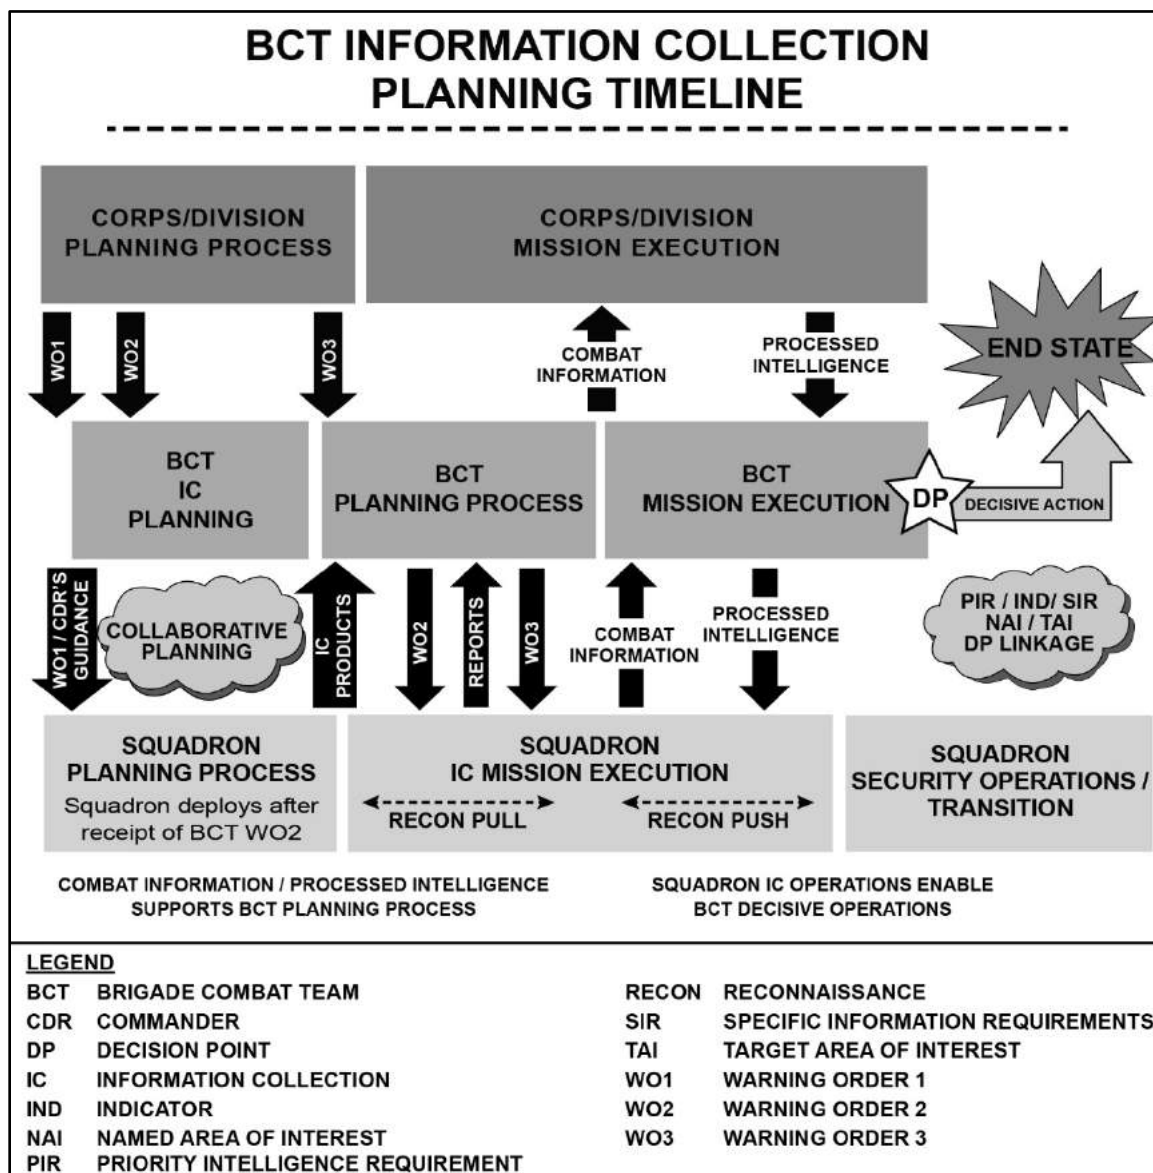 BCT INFORMATION COLLECTION
PLANNING TIMELINE
CORPS/DIVISION
PLANNING PROCESS
CORPS/DIVISION
MISSION EXECUTION
WO1
WO2
WO3
COMBAT
INFORMATION
PROCESSED
INTELLIGENCE
END STATE
BCT
IC
PLANNING
BCT
PLANNING PROCESS
BCT
MISSION EXECUTION
DP
DECISIVE ACTION
WO1 / CDR'S
GUIDANCE
COLLABORATIVE
PLANNING
IC
PRODUCTS
WO2
REPORTS
WO3
COMBAT
INFORMATION
PROCESSED
INTELLIGENCE
PIR / IND/ SIR
NAI / TAI
DP LINKAGE
SQUADRON
PLANNING PROCESS
Squadron deploys after
receipt of BCT WO2
SQUADRON
IC MISSION EXECUTION
RECON PULL
RECON PUSH
SQUADRON
SECURITY OPERATIONS /
TRANSITION
COMBAT INFORMATION / PROCESSED INTELLIGENCE
SUPPORTS BCT PLANNING PROCESS
SQUADRON IC OPERATIONS ENABLE
BCT DECISIVE OPERATIONS
LEGEND
BCT BRIGADE COMBAT TEAM
CDR COMMANDER
DP DECISION POINT
IC INFORMATION COLLECTION
IND INDICATOR
NAI NAMED AREA OF INTEREST
PIR PRIORITY INTELLIGENCE REQUIREMENT
RECON RECONNAISSANCE
SIR SPECIFIC INFORMATION REQUIREMENTS
TAI TARGET AREA OF INTEREST
WO1 WARNING ORDER 1
WO2 WARNING ORDER 2
WO3 WARNING ORDER 3